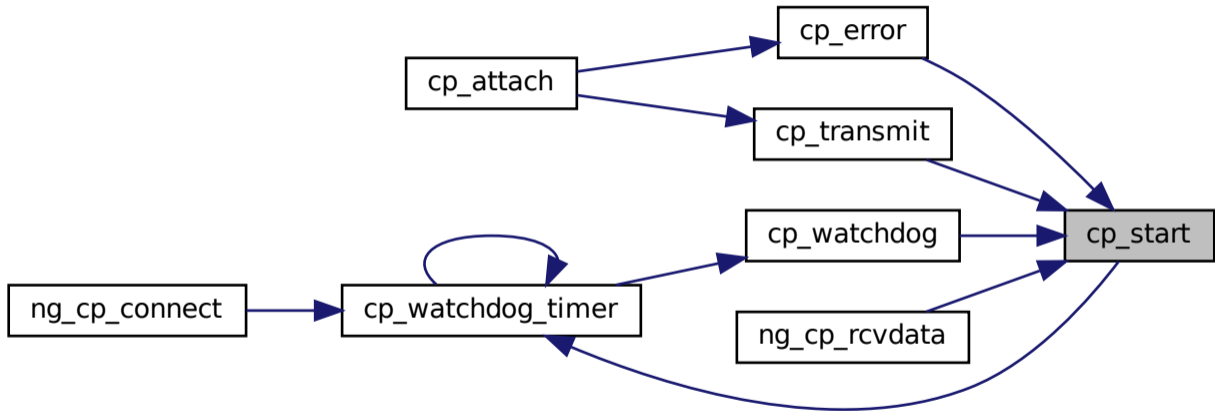 cp_error
cp_attach
cp_transmit
cp_watchdog
cp_start
ng_cp_connect
cp_watchdog_timer
ng_cp_rcvdata